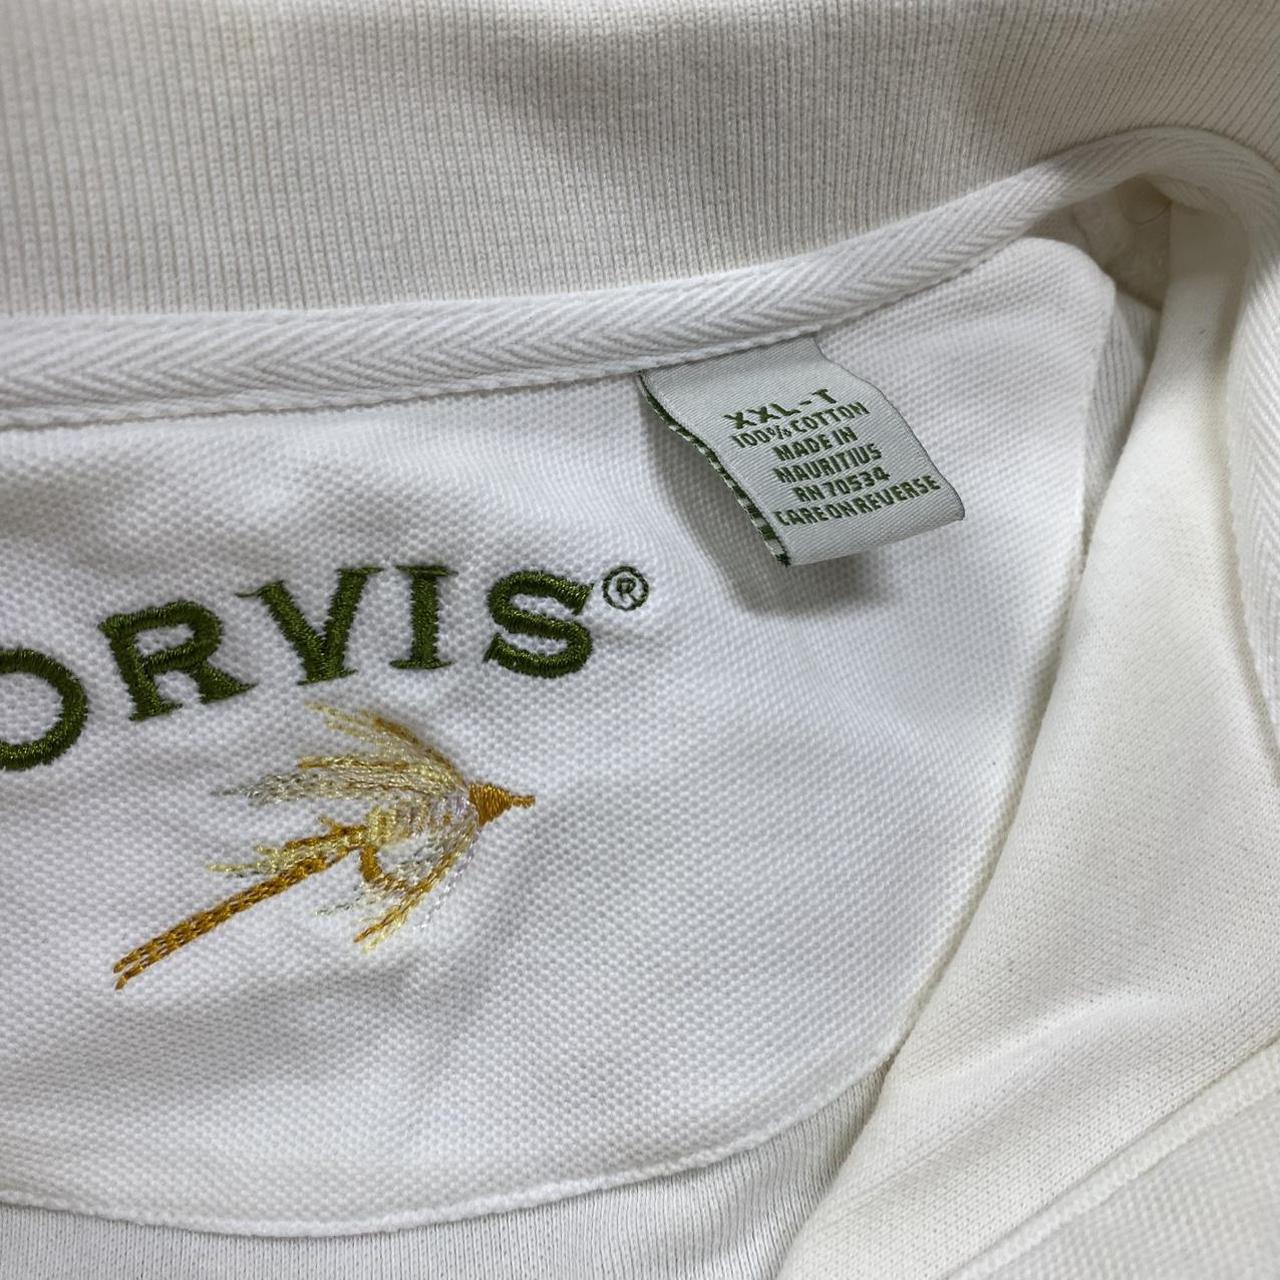 XXL-T
100% COTTON
MADE IN
MAURITIUS
RN 70534
CARE ON REVERSE
ORVIS®